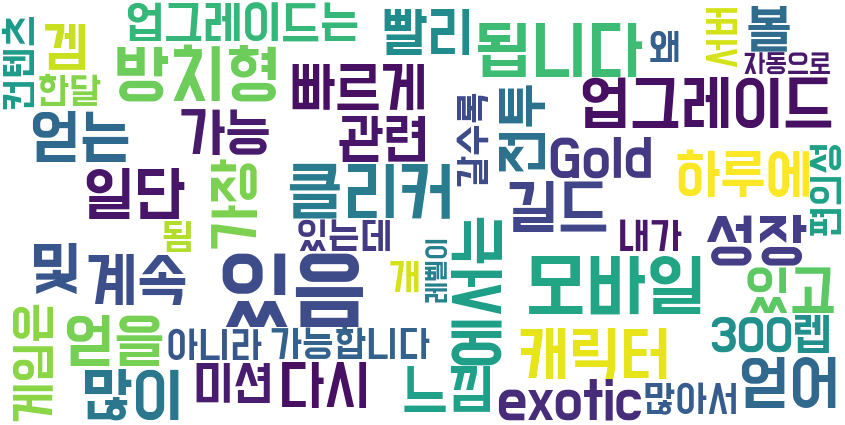 업그레이드는
빨리
됩니다
왜
벼
볼
컨텐츠
겜
한달
방치형
빠르게
자동으로
업그레이드
얻는
가능
관련
갈수록
전투
Gold
하루에
편의성
일단
가장
클리커
길드
됨
있는데
내가
성장
및
계속
있음
개
레벨이
에서는
모바일
있고
게임은
얻을
아니라
가능합니다
캐릭터
300렙
많이
미션
다시
느낌
exotic
많아서
얻어